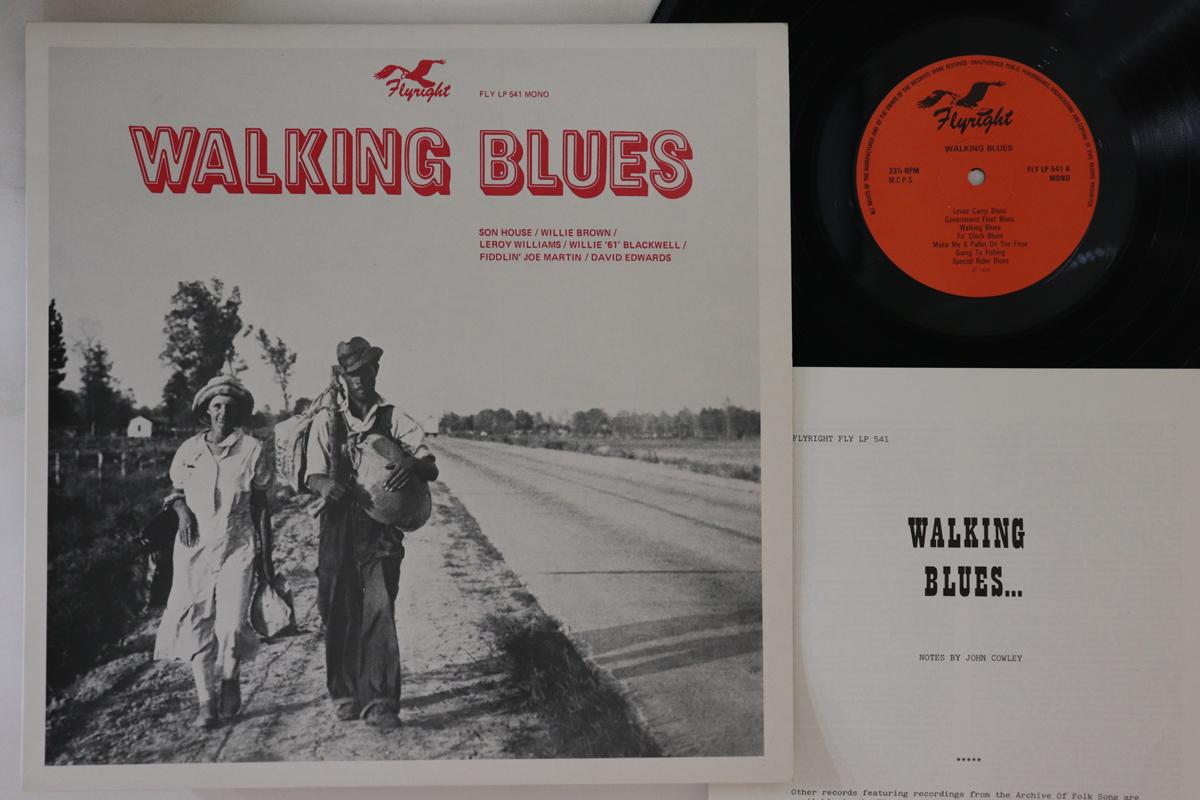 Flyright
FLY LP 541 MONO
WALKING BLUES
SON HOUSE / WILLIE BROWN /
LEROY WILLIAMS / WILLIE '61' BLACKWELL /
FIDDLIN' JOE MARTIN / DAVID EDWARDS
Flyright
WALKING BLUES
33⅓ RPM
M.C.P.S.
FLY LP 541 A
MONO
Levee Camp Blues
Government Fleet Blues
Walking Blues
Fo' Clock Blues
Make Me A Pallet On The Floor
Going To Fishing
Special Rider Blues
FLYRIGHT FLY LP 541
WALKING
BLUES...
NOTES BY JOHN COWLEY
*****
Other records featuring recordings from the Archive Of Folk Song are